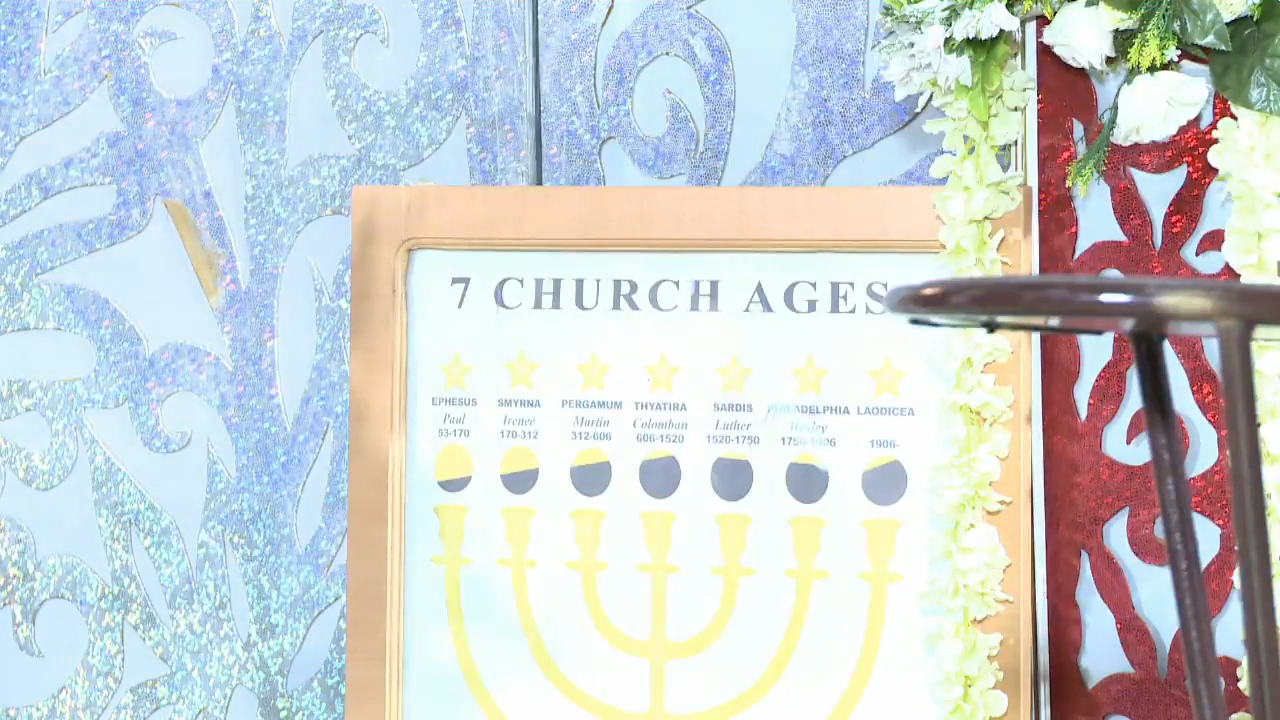 7 CHURCH AGES
EPHESUS SMYRNA PERGAMUM THYATIRA SARDIS PHILADELPHIA LAODICEA
Paul Irenee Martin Colomban Luther Wesley
53-170 170-312 312-606 606-1520 1520-1750 1750-1906 1906-